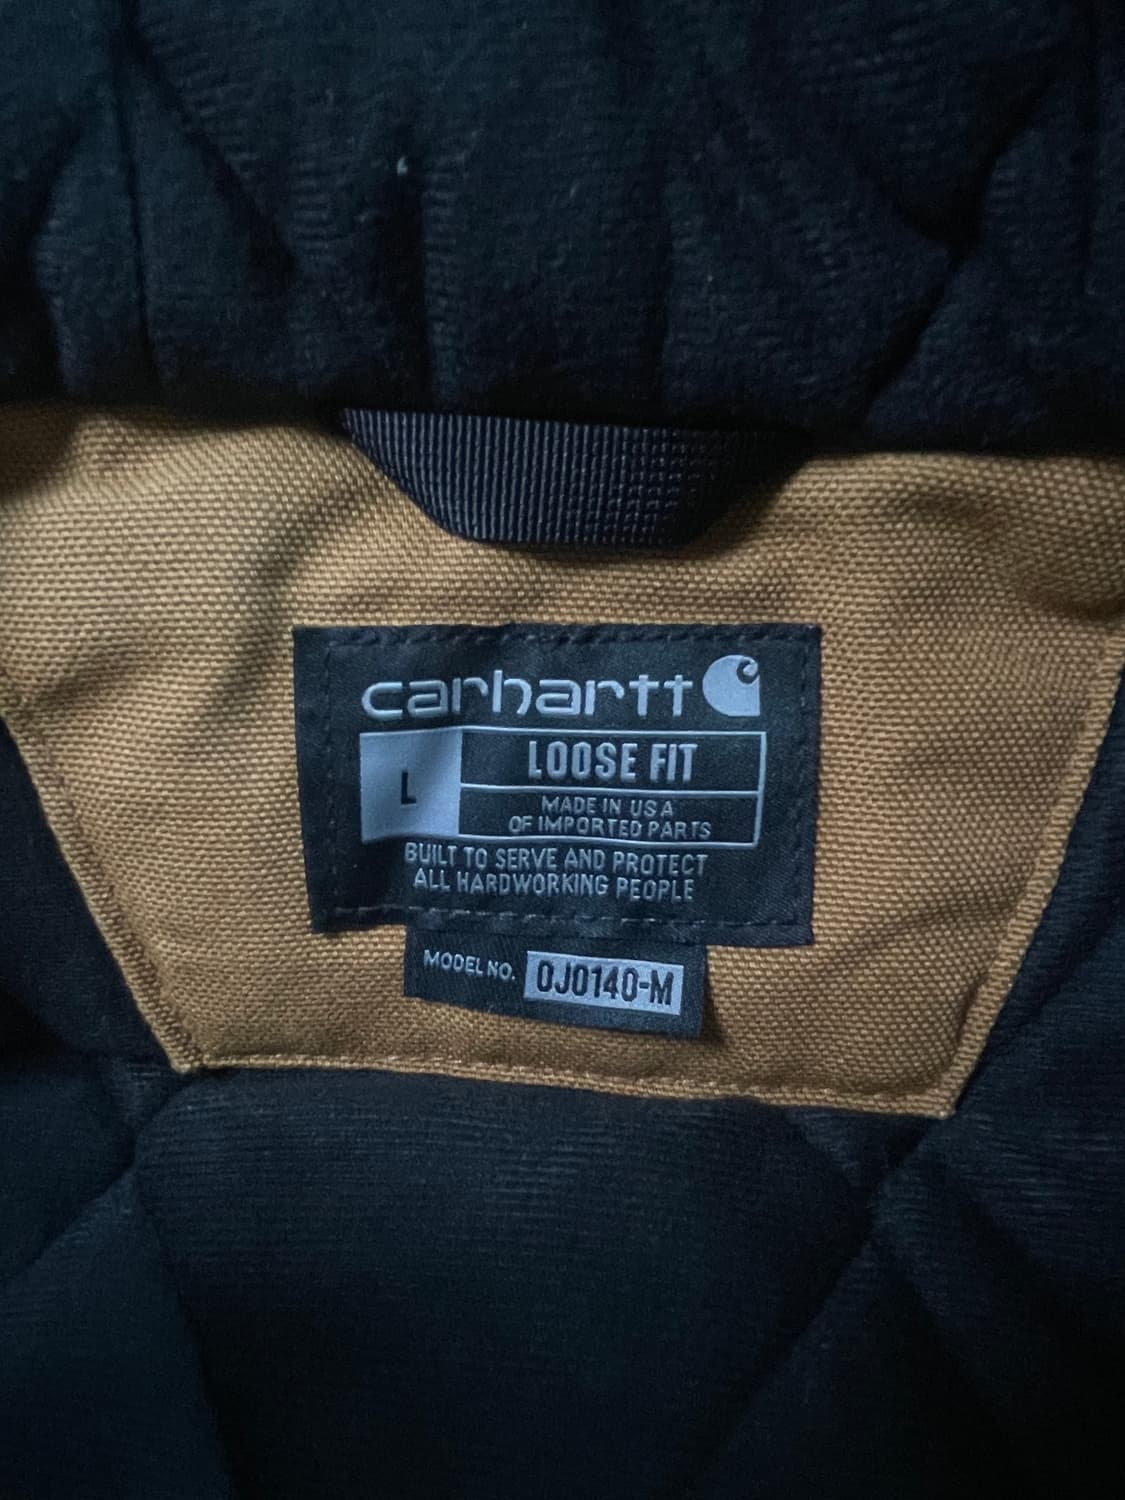 carhartt
L LOOSE FIT
MADE IN USA
OF IMPORTED PARTS
BUILT TO SERVE AND PROTECT
ALL HARDWORKING PEOPLE
MODEL NO. OJ0140-M